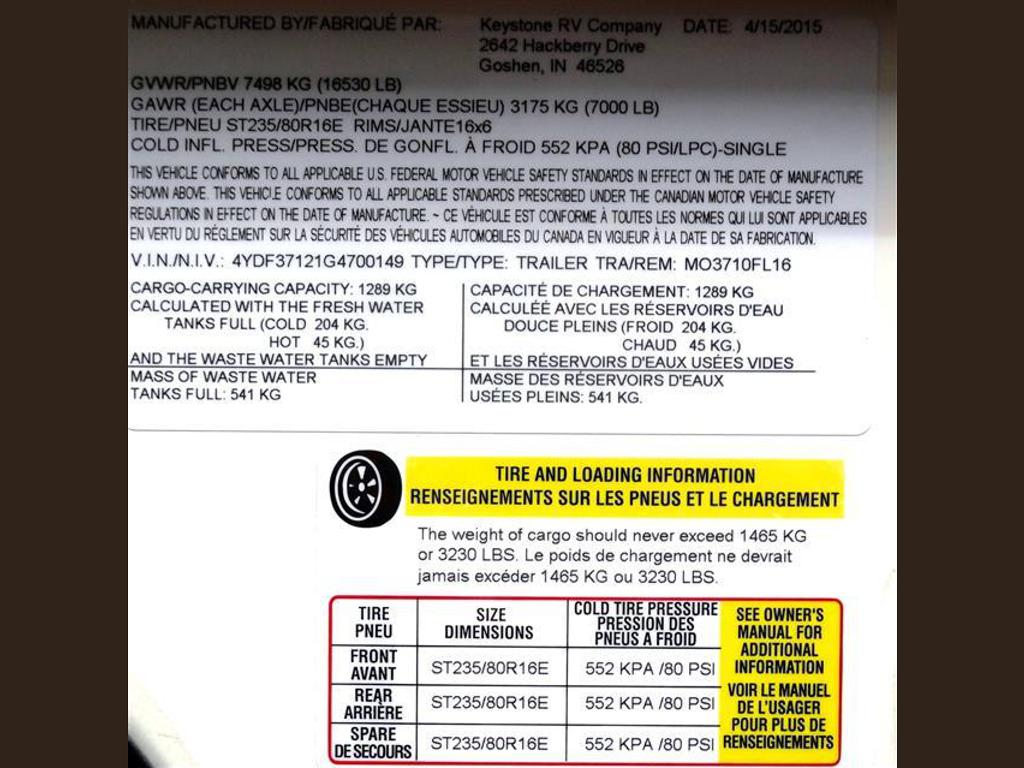 MANUFACTURED BY/FABRIQUÉ PAR: Keystone RV Company DATE: 4/15/2015
2642 Hackberry Drive
Goshen, IN 46526
GVWR/PNBV 7498 KG (16530 LB)
GAWR (EACH AXLE)/PNBE(CHAQUE ESSIEU) 3175 KG (7000 LB)
TIRE/PNEU ST235/80R16E RIMS/JANTE16x6
COLD INFL. PRESS/PRESS. DE GONFL. À FROID 552 KPA (80 PSI/LPC)-SINGLE
THIS VEHICLE CONFORMS TO ALL APPLICABLE U.S. FEDERAL MOTOR VEHICLE SAFETY STANDARDS IN EFFECT ON THE DATE OF MANUFACTURE
SHOWN ABOVE. THIS VEHICLE CONFORMS TO ALL APPLICABLE STANDARDS PRESCRIBED UNDER THE CANADIAN MOTOR VEHICLE SAFETY
REGULATIONS IN EFFECT ON THE DATE OF MANUFACTURE. ~ CE VÉHICULE EST CONFORME À TOUTES LES NORMES QUI LUI SONT APPLICABLES
EN VERTU DU RÉGLEMENT SUR LA SÉCURITÉ DES VÉHICULES AUTOMOBILES DU CANADA EN VIGUEUR À LA DATE DE SA FABRICATION.
V.I.N./N.I.V.: 4YDF37121G4700149 TYPE/TYPE: TRAILER TRA/REM: MO3710FL16
CARGO-CARRYING CAPACITY: 1289 KG
CALCULATED WITH THE FRESH WATER
TANKS FULL (COLD 204 KG.
HOT 45 KG.)
AND THE WASTE WATER TANKS EMPTY
MASS OF WASTE WATER
TANKS FULL: 541 KG
CAPACITÉ DE CHARGEMENT: 1289 KG
CALCULÉE AVEC LES RÉSERVOIRS D'EAU
DOUCE PLEINS (FROID 204 KG.
CHAUD 45 KG.)
ET LES RÉSERVOIRS D'EAUX USÉES VIDES
MASSE DES RÉSERVOIRS D'EAUX
USÉES PLEINS: 541 KG.
TIRE AND LOADING INFORMATION
RENSEIGNEMENTS SUR LES PNEUS ET LE CHARGEMENT
The weight of cargo should never exceed 1465 KG
or 3230 LBS. Le poids de chargement ne devrait
jamais excéder 1465 KG ou 3230 LBS.
TIRE
PNEU
SIZE
DIMENSIONS
COLD TIRE PRESSURE
PRESSION DES
PNEUS A FROID
FRONT
AVANT
ST235/80R16E
552 KPA /80 PSI
REAR
ARRIÈRE
ST235/80R16E
552 KPA /80 PSI
SPARE
DE SECOURS
ST235/80R16E
552 KPA /80 PSI
SEE OWNER'S
MANUAL FOR
ADDITIONAL
INFORMATION
VOIR LE MANUEL
DE L'USAGER
POUR PLUS DE
RENSEIGNEMENTS